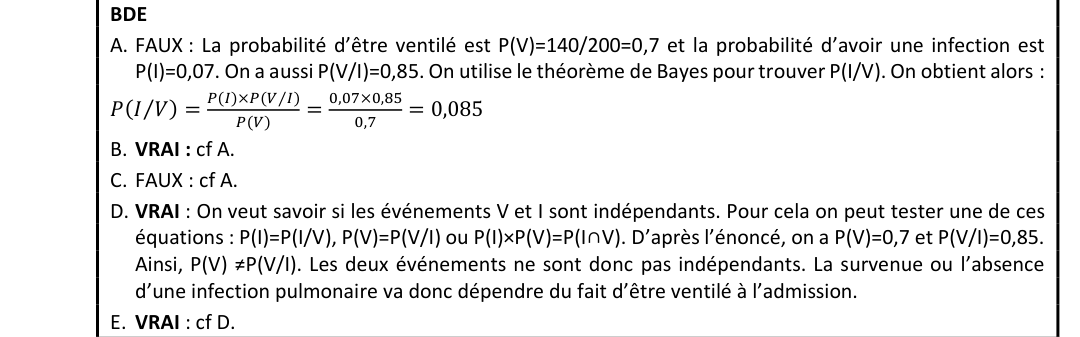 BDE
A. FAUX : La probabilité d’être ventilé est P(V)=140/200=0,7 et la probabilité d’avoir une infection est
P(I)=0,07. On a aussi P(V/I)=0,85. On utilise le théorème de Bayes pour trouver P(I/V). On obtient alors :
P(I/V) = P(I)×P(V/I)/P(V) = 0,07×0,85/0,7 = 0,085
B. VRAI : cf A.
C. FAUX : cf A.
D. VRAI : On veut savoir si les événements V et I sont indépendants. Pour cela on peut tester une de ces
équations : P(I)=P(I/V), P(V)=P(V/I) ou P(I)×P(V)=P(I∩V). D’après l’énoncé, on a P(V)=0,7 et P(V/I)=0,85.
Ainsi, P(V) ≠P(V/I). Les deux événements ne sont donc pas indépendants. La survenue ou l’absence
d’une infection pulmonaire va donc dépendre du fait d’être ventilé à l’admission.
E. VRAI : cf D.